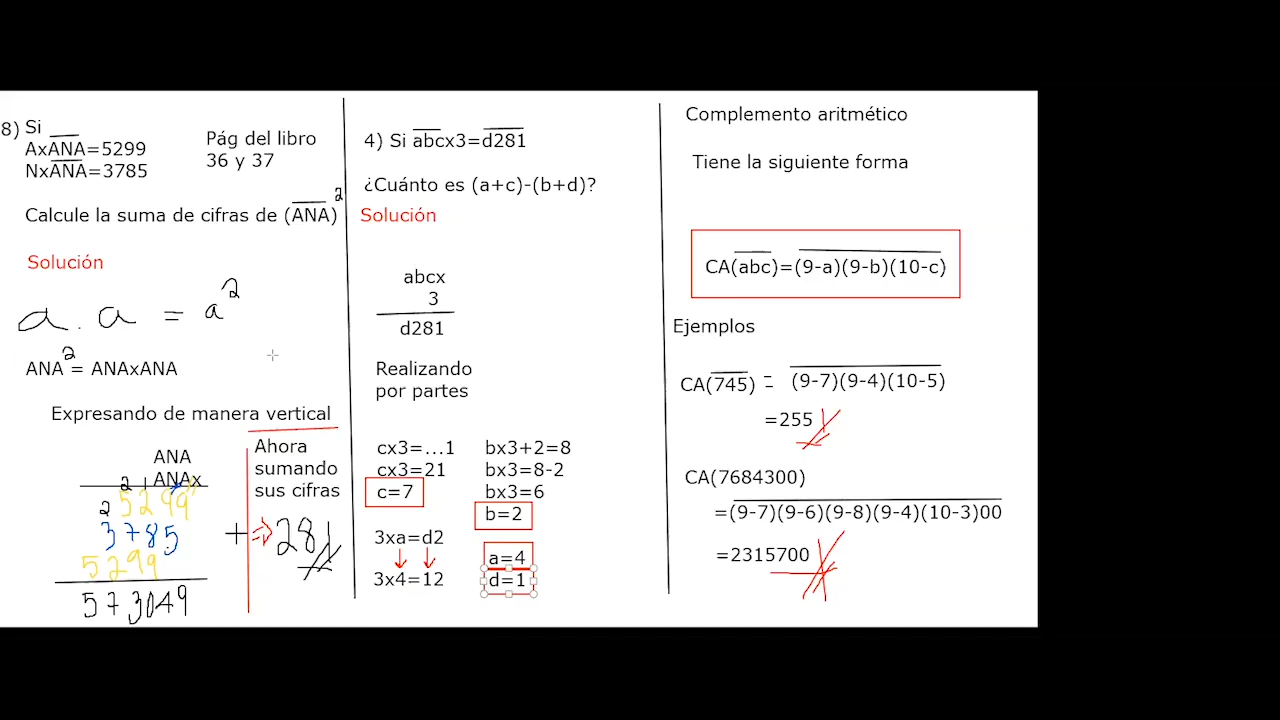 8) Si
AxANA=5299
NxANA=3785
Pág del libro
36 y 37
Calcule la suma de cifras de (ANA)²
Solución
a . a = a²
ANA² = ANAxANA
Expresando de manera vertical
ANA
ANAx
2 1
2 5299
3785
5299
573049
Ahora
sumando
sus cifras
+ ⇒ 281
4) Si abcx3=d281
¿Cuánto es (a+c)-(b+d)?
Solución
abcx
3
d281
Realizando
por partes
cx3=...1
cx3=21
c=7
3xa=d2
3x4=12
bx3+2=8
bx3=8-2
bx3=6
b=2
a=4
d=1
Complemento aritmético
Tiene la siguiente forma
CA(abc)=(9-a)(9-b)(10-c)
Ejemplos
CA(745) = (9-7)(9-4)(10-5)
=255
CA(7684300)
=(9-7)(9-6)(9-8)(9-4)(10-3)00
=2315700